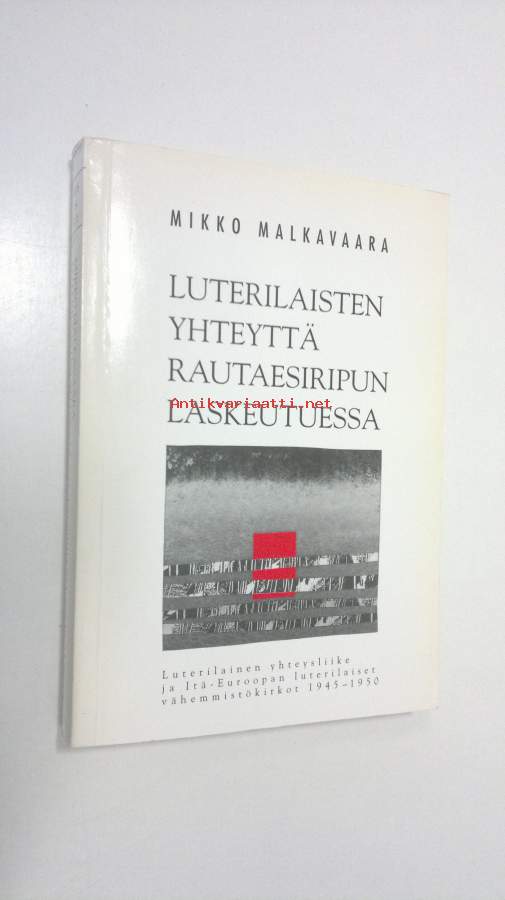 MIKKO MALKAVAARA
LUTERILAISTEN
YHTEYTTÄ
RAUTAESIRIPUN
Antikvariaatti.net
LASKEUTUESSA
Luterilainen yhteysliike
ja Itä-Euroopan luterilaiset
vähemmistökirkot 1945–1950